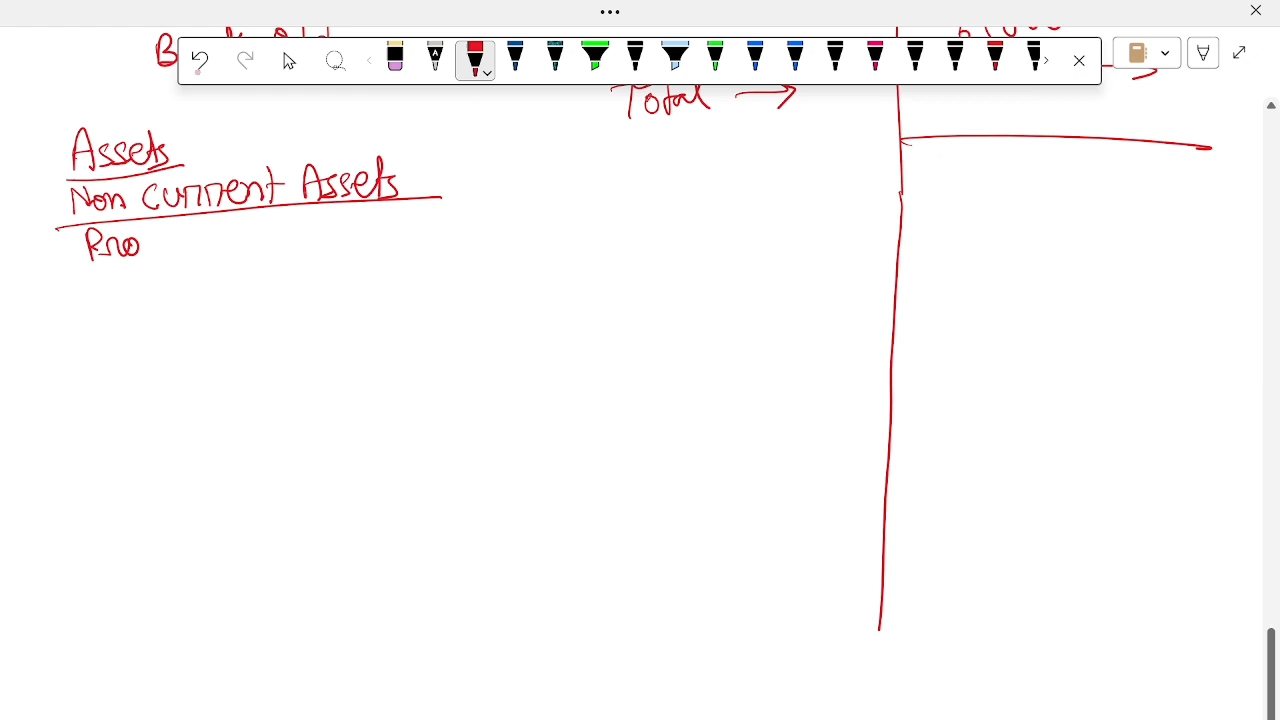 Total →
Assets
Non Current Assets
Pro